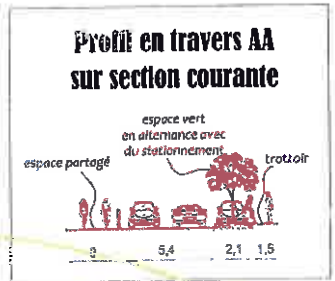 Profil en travers AA
sur section courante
espace vert
en alternance avec
du stationnement
espace partagé
trottoir
5,4 2,1 1,5